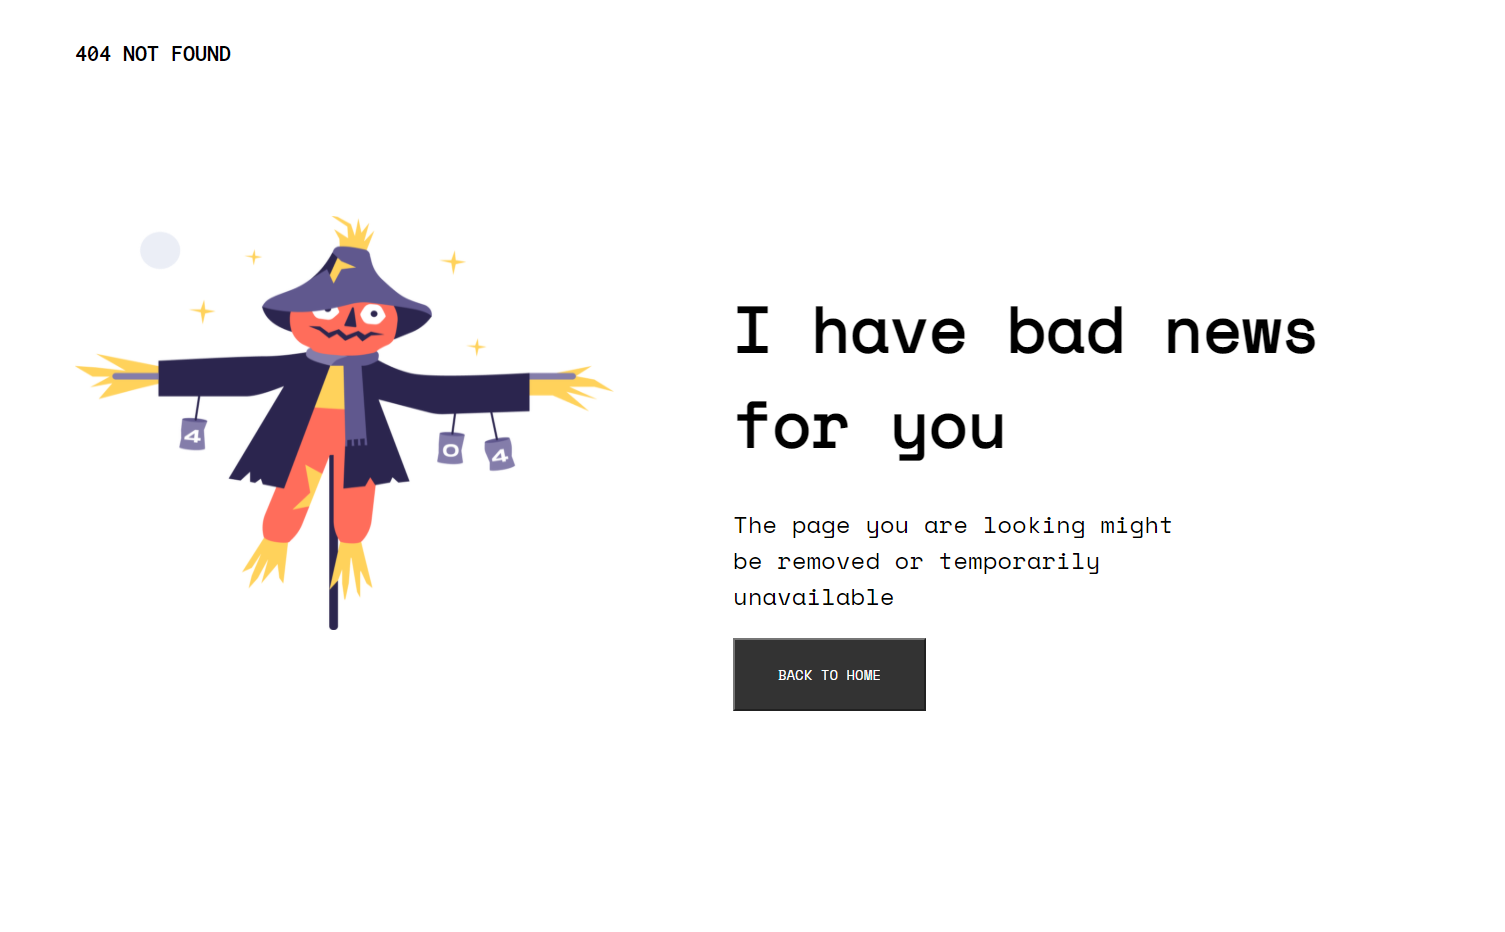 404 NOT FOUND
4
0
4
I have bad news
for you
The page you are looking might
be removed or temporarily
unavailable
BACK TO HOME